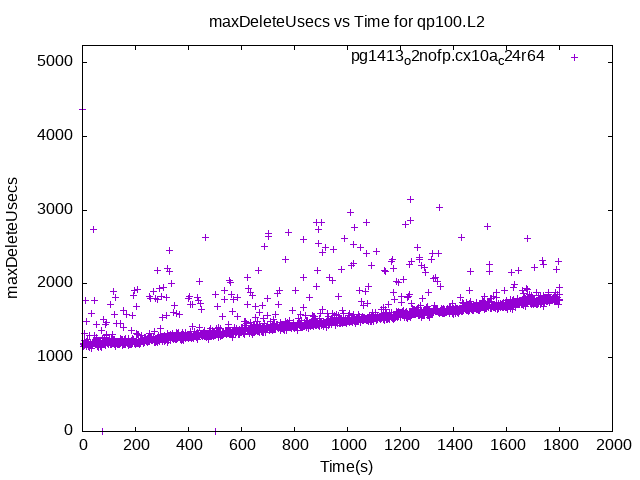 maxDeleteUsecs vs Time for qp100.L2
pg1413o2nofp.cx10ac24r64
5000
4000
3000
2000
1000
0
maxDeleteUsecs
0 200 400 600 800 1000 1200 1400 1600 1800 2000
Time(s)